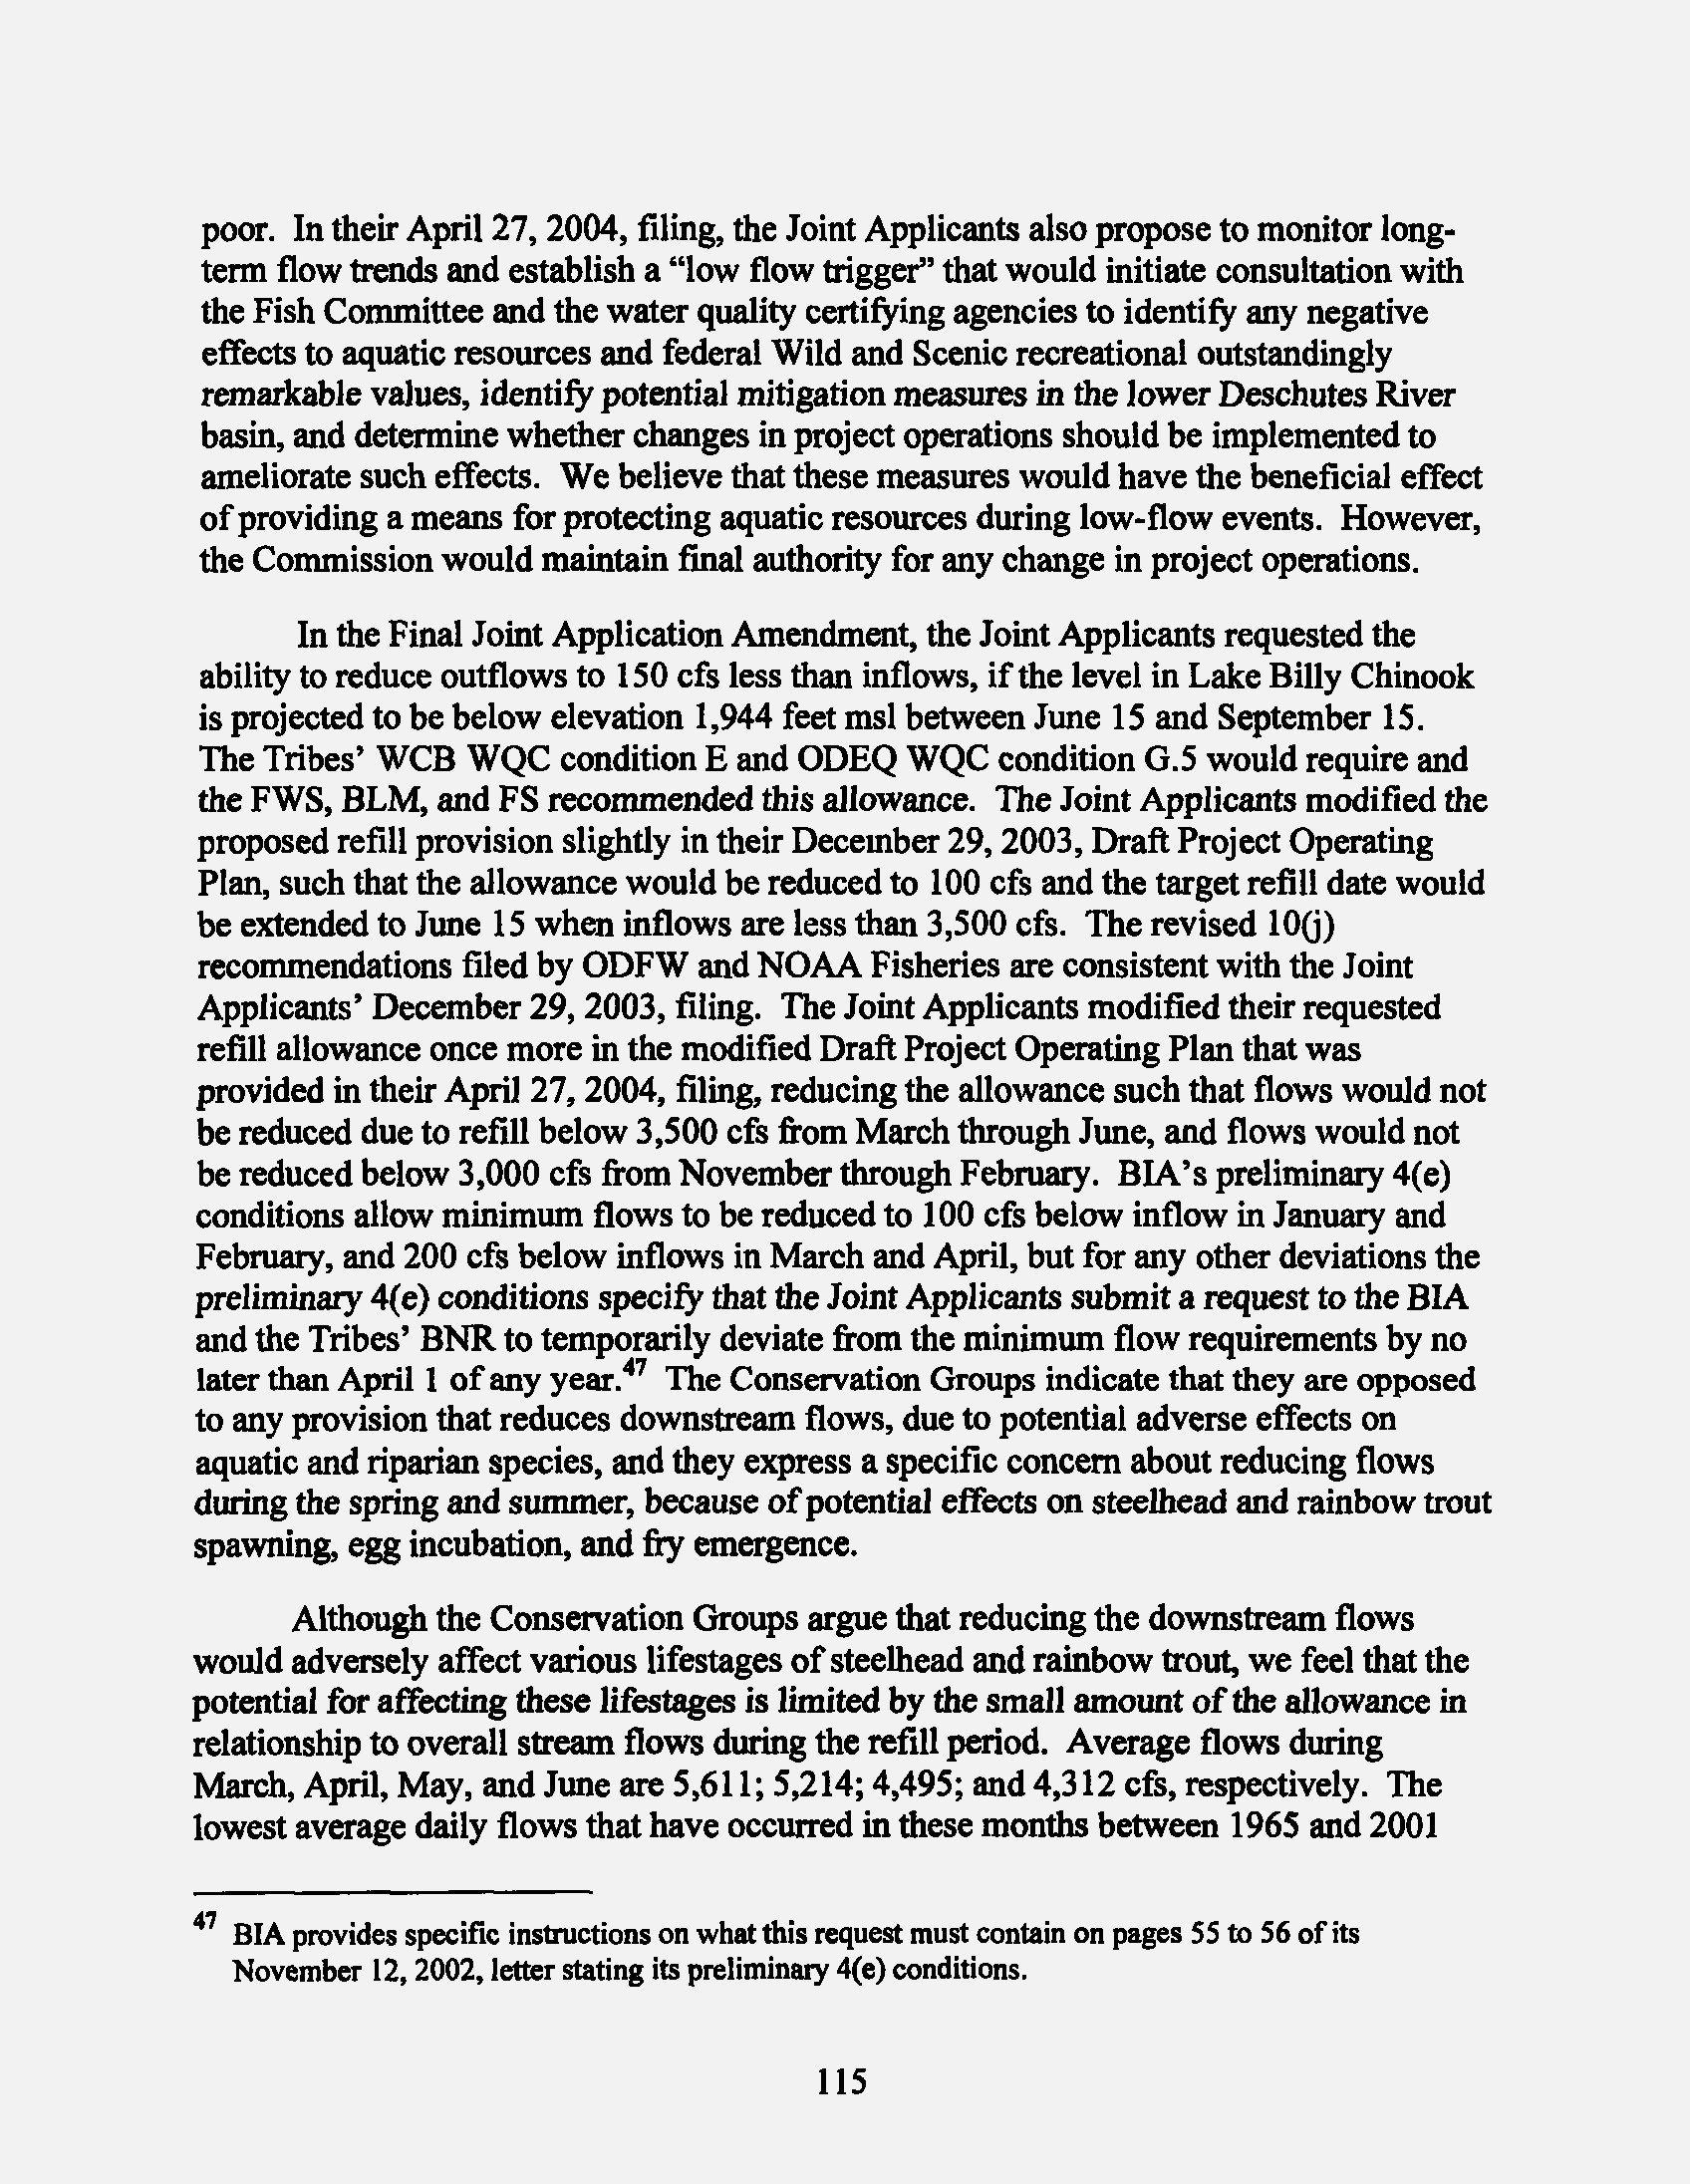 poor. In their April 27, 2004, filing, the Joint Applicants also propose to monitor long-
term flow trends and establish a “low flow trigger” that would initiate consultation with
the Fish Committee and the water quality certifying agencies to identify any negative
effects to aquatic resources and federal Wild and Scenic recreational outstandingly
remarkable values, identify potential mitigation measures in the lower Deschutes River
basin, and determine whether changes in project operations should be implemented to
ameliorate such effects. We believe that these measures would have the beneficial effect
of providing a means for protecting aquatic resources during low-flow events. However,
the Commission would maintain final authority for any change in project operations.
In the Final Joint Application Amendment, the Joint Applicants requested the
ability to reduce outflows to 150 cfs less than inflows, if the level in Lake Billy Chinook
is projected to be below elevation 1,944 feet msl between June 15 and September 15.
The Tribes’ WCB WQC condition E and ODEQ WQC condition G.5 would require and
the FWS, BLM, and FS recommended this allowance. The Joint Applicants modified the
proposed refill provision slightly in their December 29, 2003, Draft Project Operating
Plan, such that the allowance would be reduced to 100 cfs and the target refill date would
be extended to June 15 when inflows are less than 3,500 cfs. The revised 10(j)
recommendations filed by ODFW and NOAA Fisheries are consistent with the Joint
Applicants’ December 29, 2003, filing. The Joint Applicants modified their requested
refill allowance once more in the modified Draft Project Operating Plan that was
provided in their April 27, 2004, filing, reducing the allowance such that flows would not
be reduced due to refill below 3,500 cfs from March through June, and flows would not
be reduced below 3,000 cfs from November through February. BIA’s preliminary 4(e)
conditions allow minimum flows to be reduced to 100 cfs below inflow in January and
February, and 200 cfs below inflows in March and April, but for any other deviations the
preliminary 4(e) conditions specify that the Joint Applicants submit a request to the BIA
and the Tribes’ BNR to temporarily deviate from the minimum flow requirements by no
later than April 1 of any year.47 The Conservation Groups indicate that they are opposed
to any provision that reduces downstream flows, due to potential adverse effects on
aquatic and riparian species, and they express a specific concern about reducing flows
during the spring and summer, because of potential effects on steelhead and rainbow trout
spawning, egg incubation, and fry emergence.
Although the Conservation Groups argue that reducing the downstream flows
would adversely affect various lifestages of steelhead and rainbow trout, we feel that the
potential for affecting these lifestages is limited by the small amount of the allowance in
relationship to overall stream flows during the refill period. Average flows during
March, April, May, and June are 5,611; 5,214; 4,495; and 4,312 cfs, respectively. The
lowest average daily flows that have occurred in these months between 1965 and 2001
47 BIA provides specific instructions on what this request must contain on pages 55 to 56 of its
November 12, 2002, letter stating its preliminary 4(e) conditions.
115